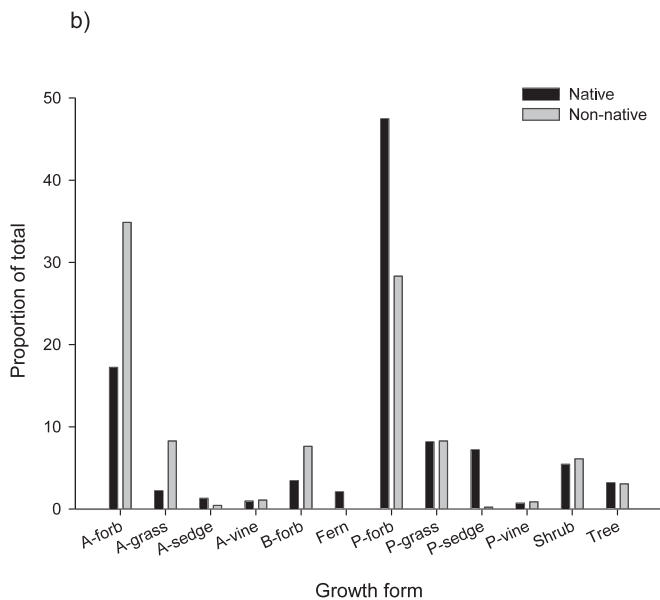 b)
Native
Non-native
50
40
30
20
10
0
Proportion of total
A-forb
A-grass
A-sedge
A-vine
B-forb
Fern
P-forb
P-grass
P-sedge
P-vine
Shrub
Tree
Growth form